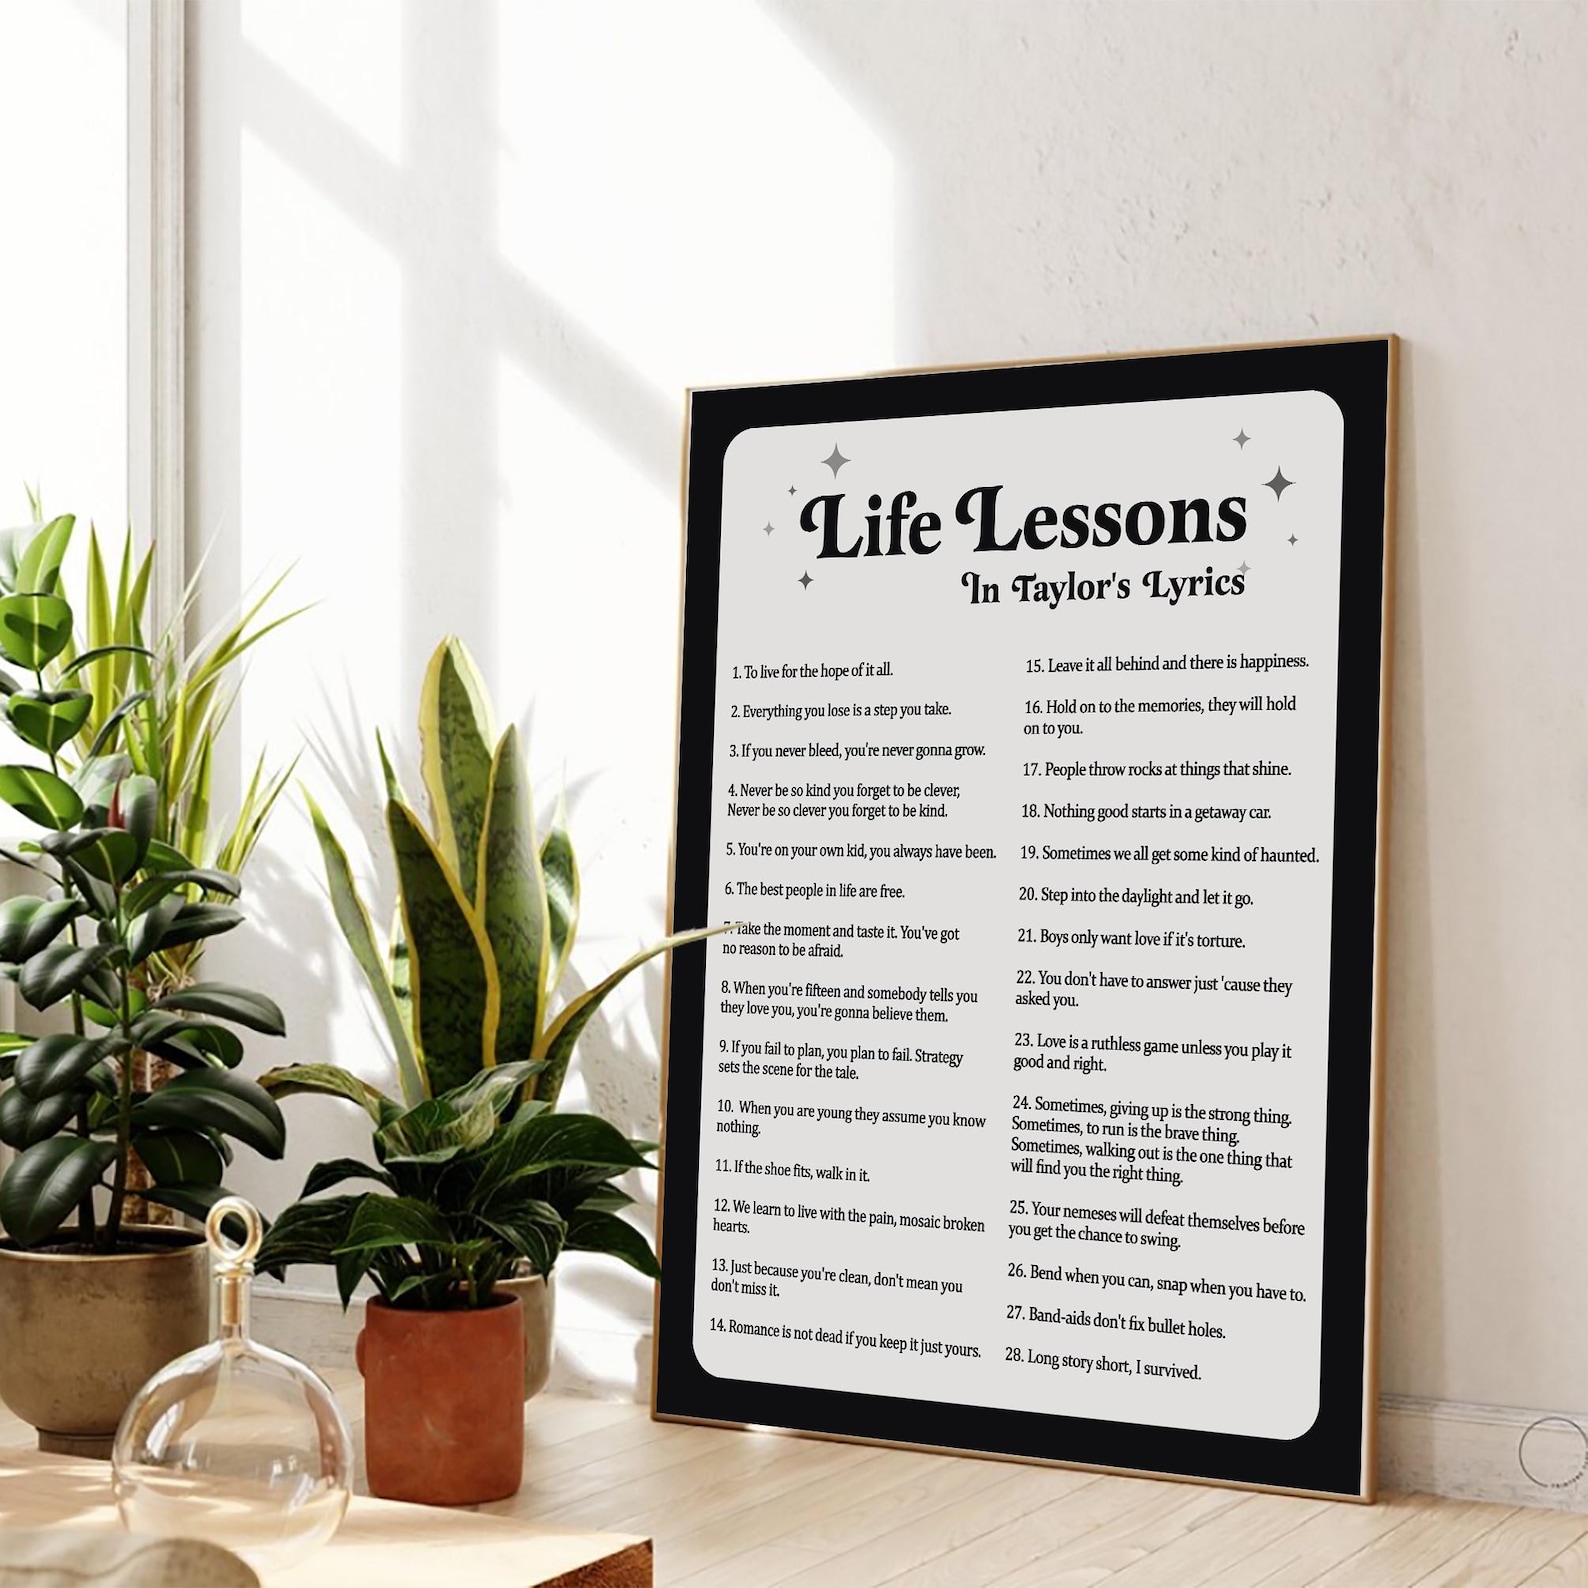 Life Lessons
In Taylor's Lyrics
1. To live for the hope of it all.
2. Everything you lose is a step you take.
3. If you never bleed, you're never gonna grow.
4. Never be so kind you forget to be clever,
Never be so clever you forget to be kind.
5. You're on your own kid, you always have been.
6. The best people in life are free.
7. Take the moment and taste it. You've got
no reason to be afraid.
8. When you're fifteen and somebody tells you
they love you, you're gonna believe them.
9. If you fail to plan, you plan to fail. Strategy
sets the scene for the tale.
10. When you are young they assume you know
nothing.
11. If the shoe fits, walk in it.
12. We learn to live with the pain, mosaic broken
hearts.
13. Just because you're clean, don't mean you
don't miss it.
14. Romance is not dead if you keep it just yours.
15. Leave it all behind and there is happiness.
16. Hold on to the memories, they will hold
on to you.
17. People throw rocks at things that shine.
18. Nothing good starts in a getaway car.
19. Sometimes we all get some kind of haunted.
20. Step into the daylight and let it go.
21. Boys only want love if it's torture.
22. You don't have to answer just 'cause they
asked you.
23. Love is a ruthless game unless you play it
good and right.
24. Sometimes, giving up is the strong thing.
Sometimes, to run is the brave thing.
Sometimes, walking out is the one thing that
will find you the right thing.
25. Your nemeses will defeat themselves before
you get the chance to swing.
26. Bend when you can, snap when you have to.
27. Band-aids don't fix bullet holes.
28. Long story short, I survived.